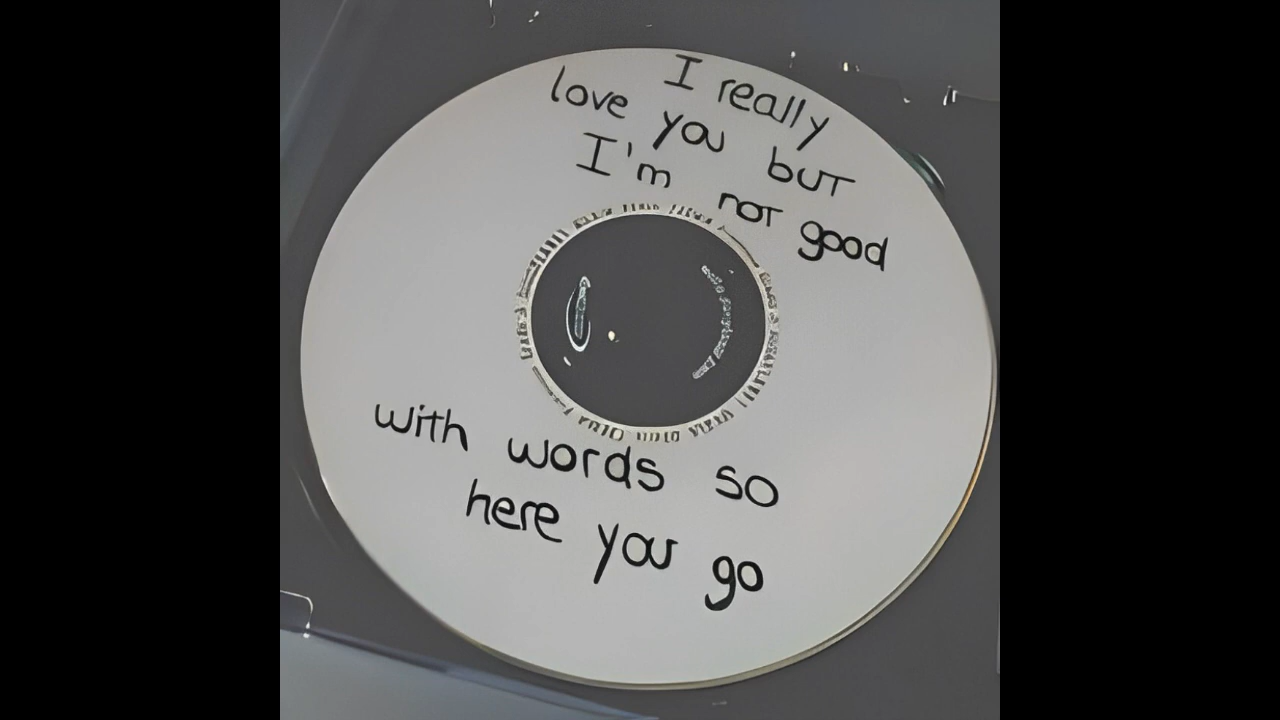 I really
love you but
I'm not good
with words so
here you go